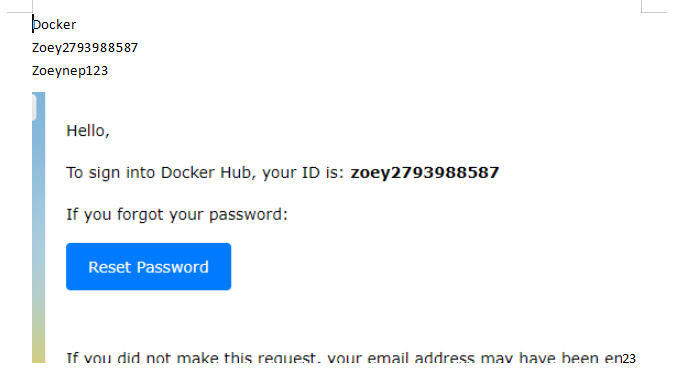 Docker
Zoey2793988587
Zoeynep123
Hello,
To sign into Docker Hub, your ID is: zoey2793988587
If you forgot your password:
Reset Password
If you did not make this request, your email address may have been en23